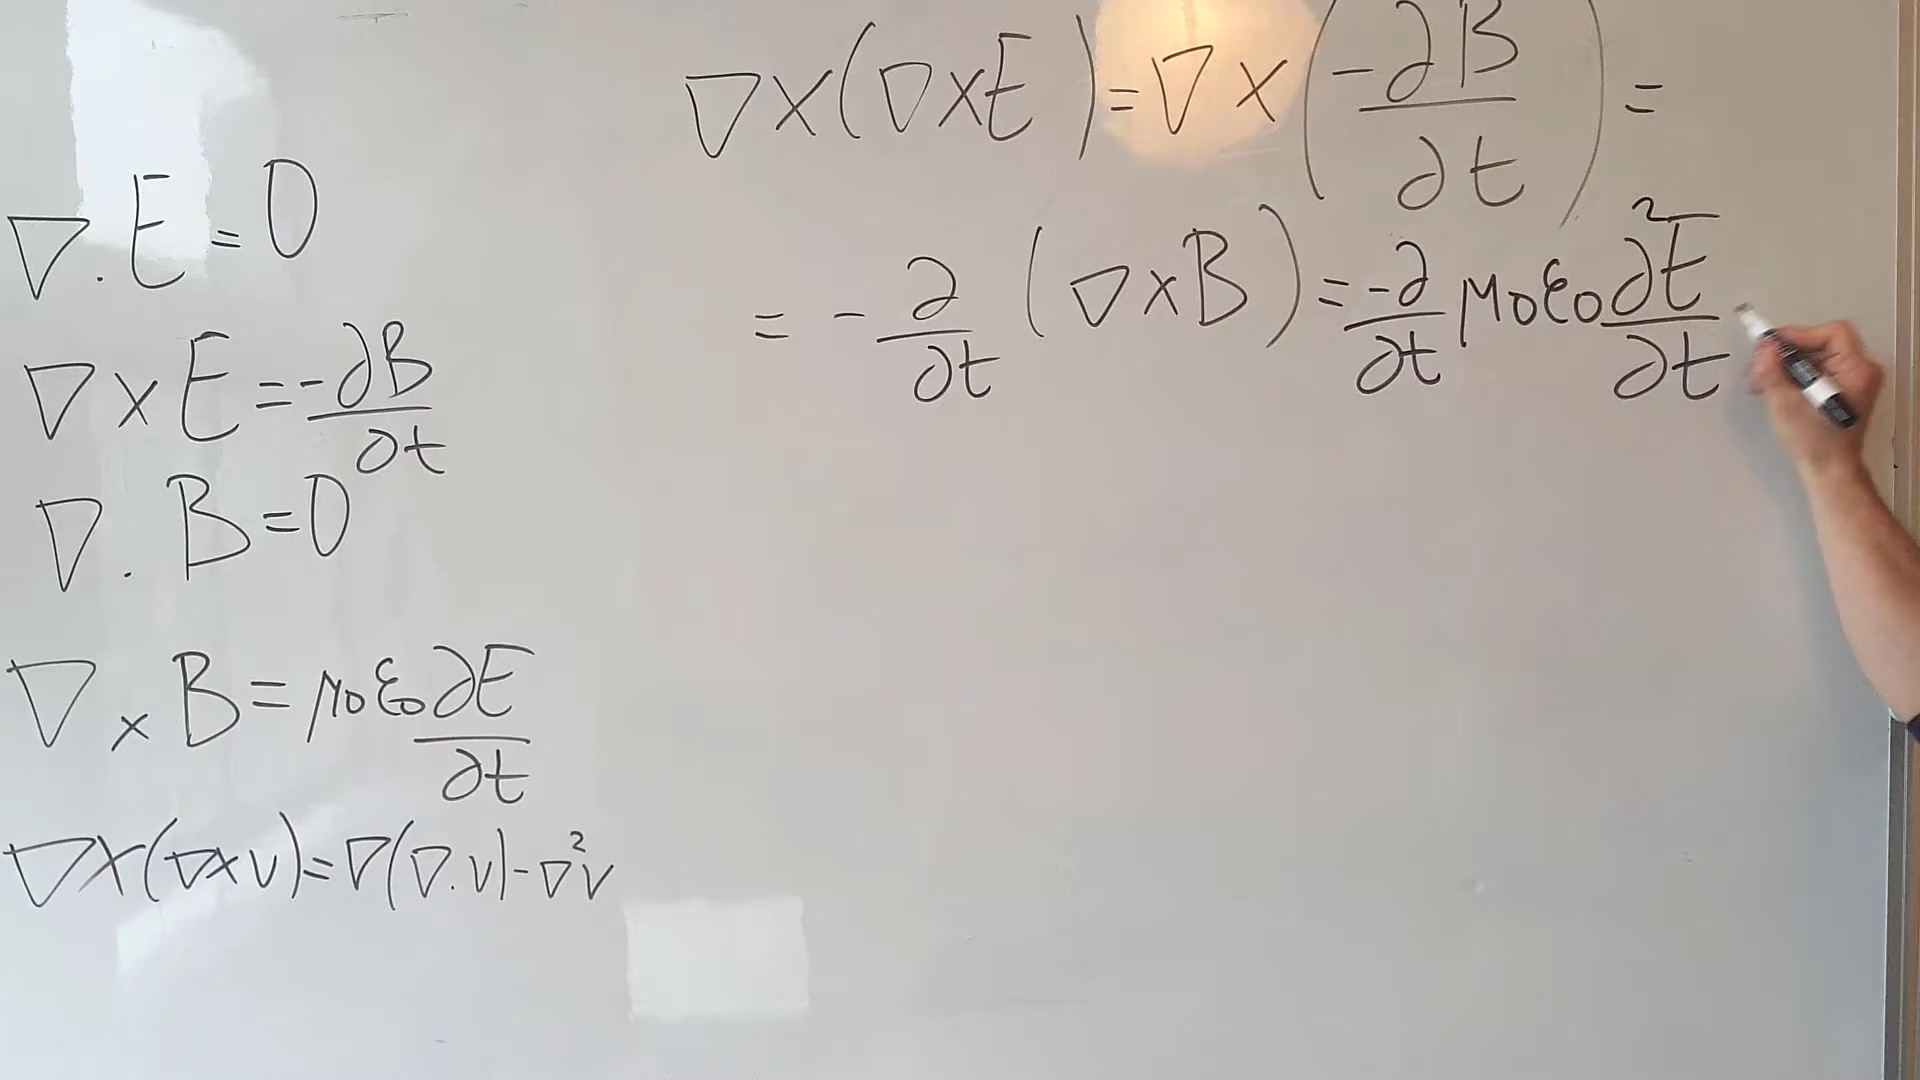 ∇.E=0
∇×E=-∂B/∂t
∇.B=0
∇×B=μ0ε0∂E/∂t
∇×(∇×V)=∇(∇.V)-∇²V
∇×(∇×E)=∇×(-∂B/∂t)=
=-∂/∂t(∇×B)=-∂/∂t μ0ε0∂²E/∂t